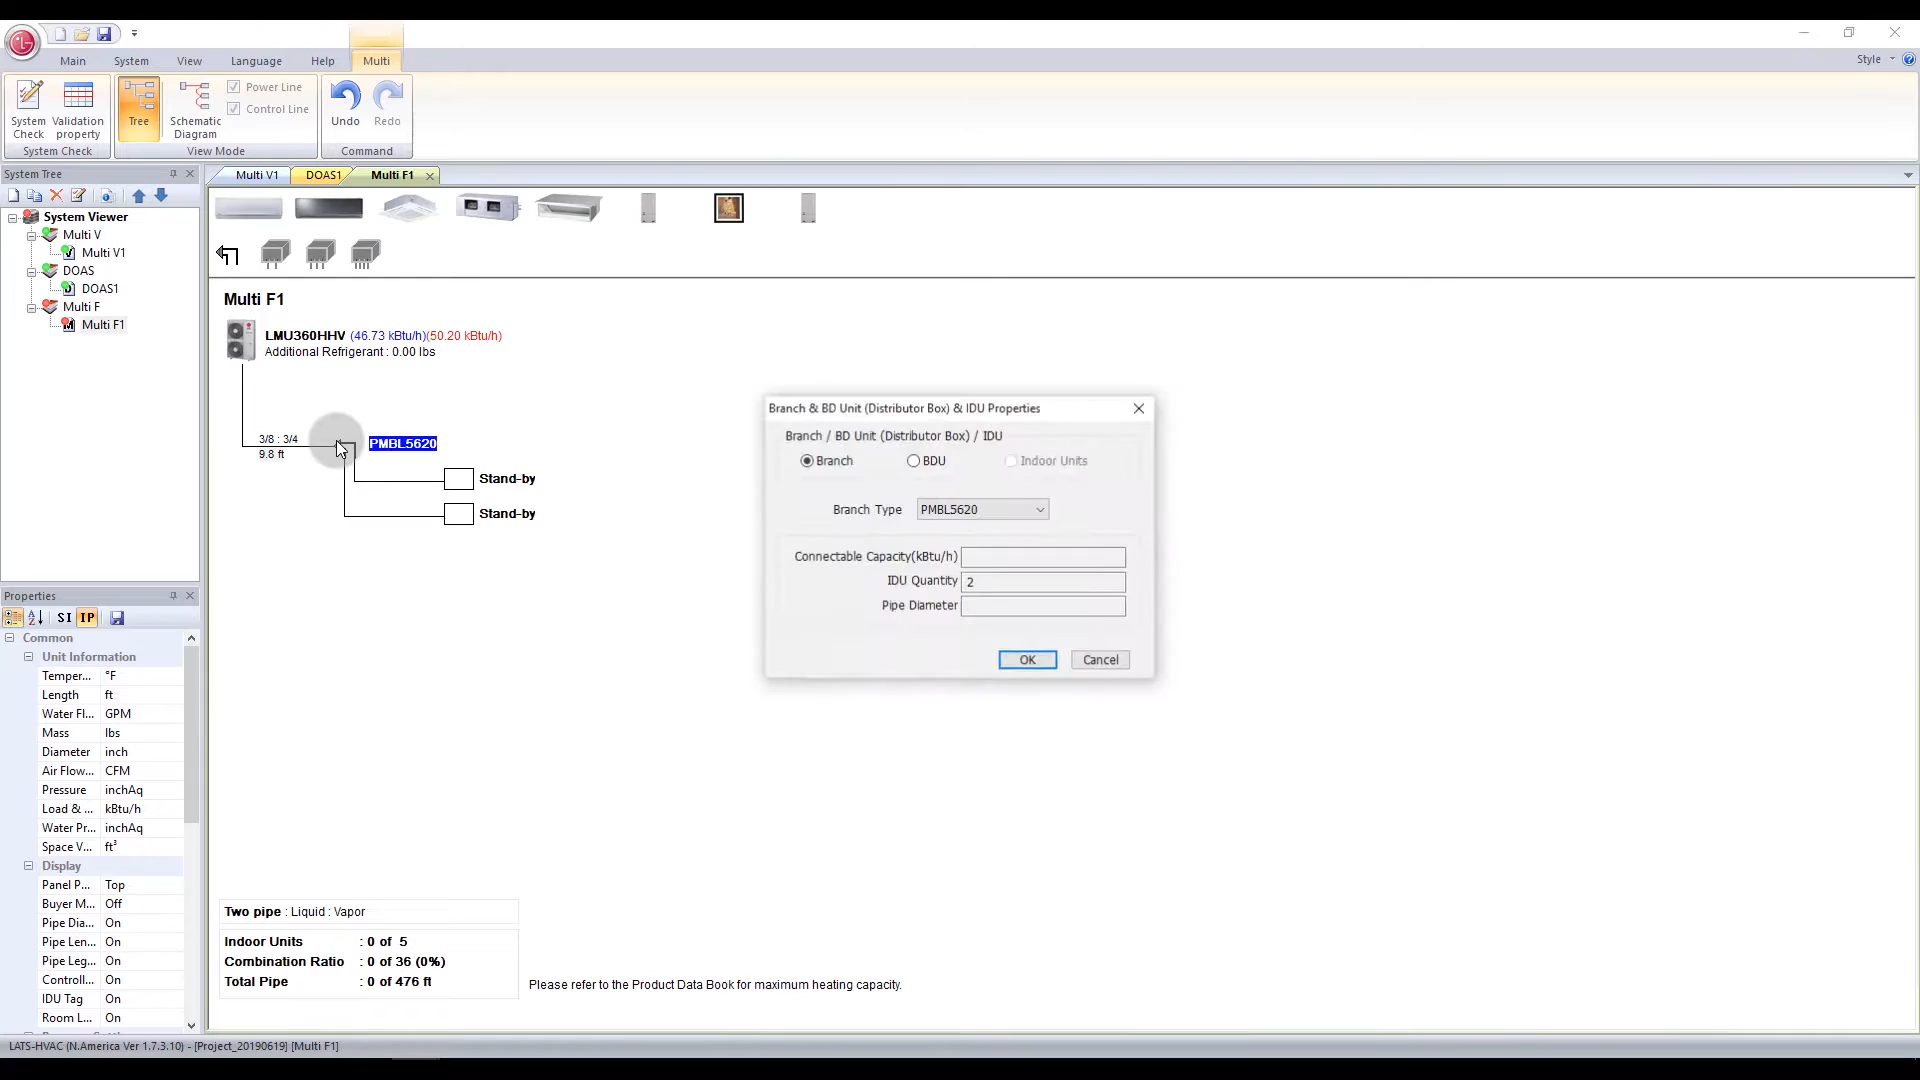 Main System View Language Help Multi Style
System Check
Validation property
Tree
Schematic Diagram
Power Line
Control Line
Undo
Redo
System Check
View Mode
Command
System Tree
Multi V1 DOAS1 Multi F1
System Viewer
Multi V
Multi V1
DOAS
DOAS1
Multi F
Multi F1
Multi F1
LMU360HHV (46.73 kBtu/h)(50.20 kBtu/h)
Additional Refrigerant : 0.00 lbs
3/8 : 3/4
9.8 ft
PMBL5620
Stand-by
Stand-by
Branch & BD Unit (Distributor Box) & IDU Properties
Branch / BD Unit (Distributor Box) / IDU
Branch BDU Indoor Units
Branch Type PMBL5620
Connectable Capacity(kBtu/h)
IDU Quantity 2
Pipe Diameter
OK Cancel
Properties
SI IP
Common
Unit Information
Temper... °F
Length ft
Water Fl... GPM
Mass lbs
Diameter inch
Air Flow... CFM
Pressure inchAq
Load & ... kBtu/h
Water Pr... inchAq
Space V... ft³
Display
Panel P... Top
Buyer M... Off
Pipe Dia... On
Pipe Len... On
Pipe Leg... On
Controll... On
IDU Tag On
Room L... On
Two pipe : Liquid : Vapor
Indoor Units : 0 of 5
Combination Ratio : 0 of 36 (0%)
Total Pipe : 0 of 476 ft
Please refer to the Product Data Book for maximum heating capacity.
LATS-HVAC (N.America Ver 1.7.3.10) - [Project_20190619] [Multi F1]